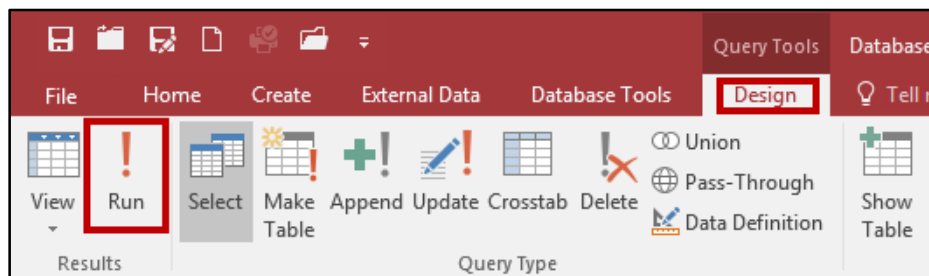 Query Tools Database
File Home Create External Data Database Tools Design Tell
Union
Pass-Through
View Run Select Make Table Append Update Crosstab Delete Show Table
Data Definition
Results Query Type